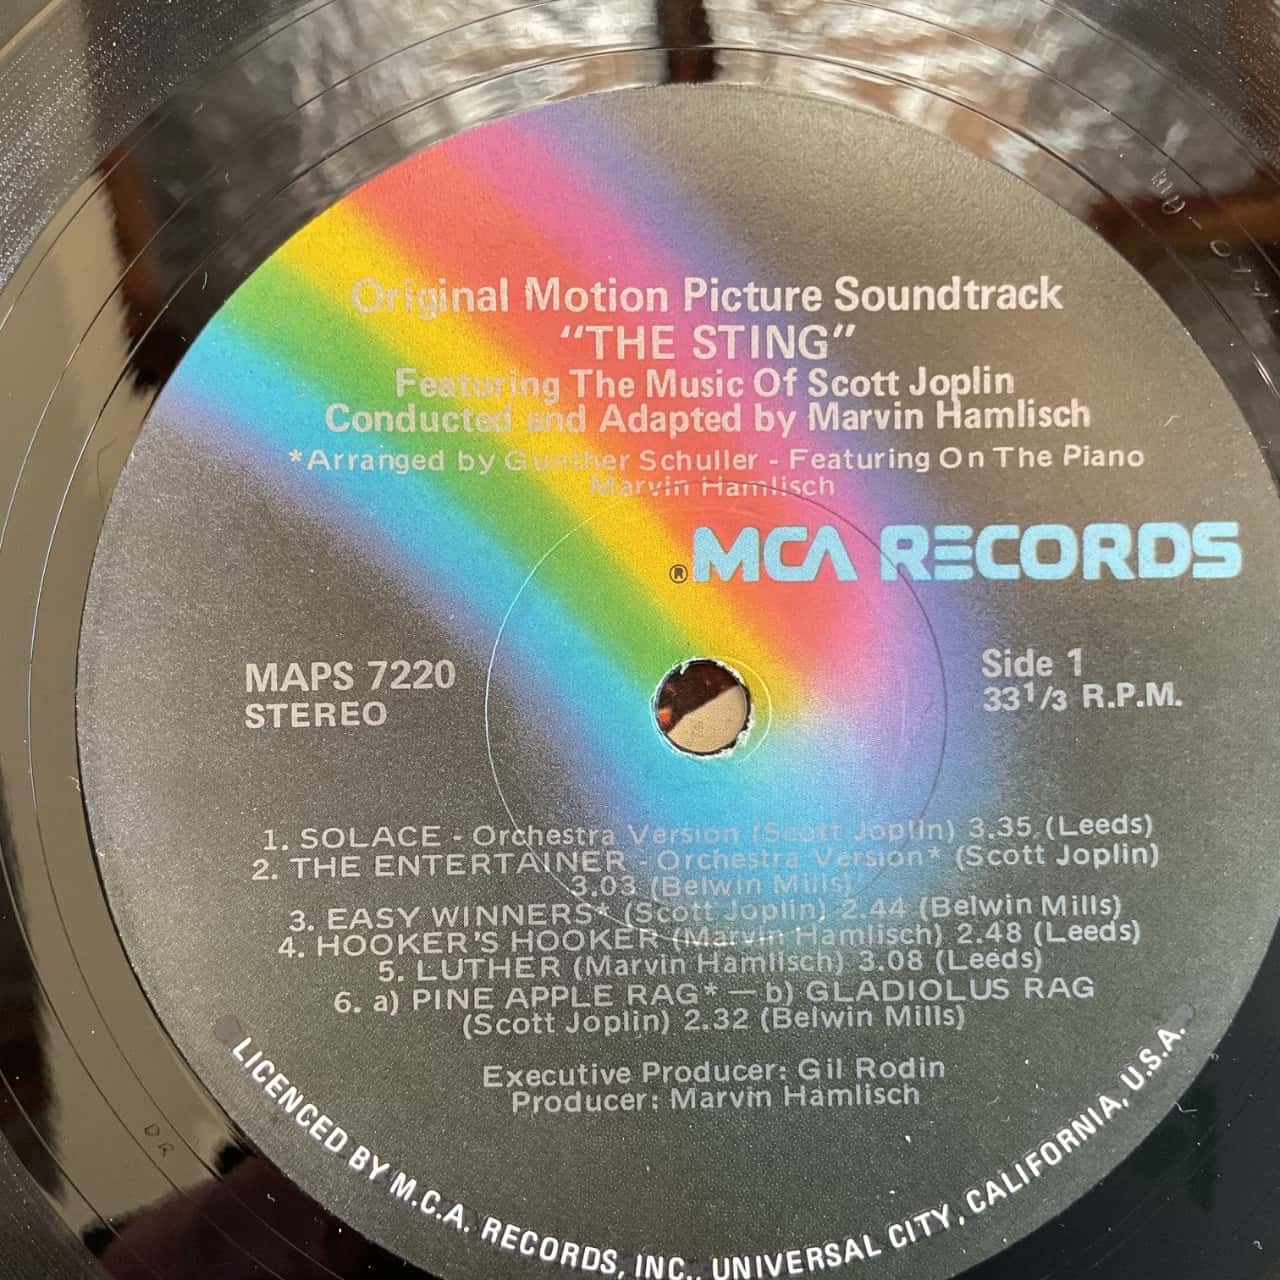 Original Motion Picture Soundtrack
"THE STING"
Featuring The Music Of Scott Joplin
Conducted and Adapted by Marvin Hamlisch
*Arranged by Gunther Schuller - Featuring On The Piano
Marvin Hamlisch
® MCA RECORDS
MAPS 7220
STEREO
Side 1
33 1/3 R.P.M.
1. SOLACE - Orchestra Version (Scott Joplin) 3.35 (Leeds)
2. THE ENTERTAINER - Orchestra Version* (Scott Joplin)
3.03 (Belwin Mills)
3. EASY WINNERS* (Scott Joplin) 2.44 (Belwin Mills)
4. HOOKER'S HOOKER (Marvin Hamlisch) 2.48 (Leeds)
5. LUTHER (Marvin Hamlisch) 3.08 (Leeds)
6. a) PINE APPLE RAG* — b) GLADIOLUS RAG
(Scott Joplin) 2.32 (Belwin Mills)
Executive Producer: Gil Rodin
Producer: Marvin Hamlisch
LICENCED BY M.C.A. RECORDS, INC., UNIVERSAL CITY, CALIFORNIA, U.S.A.
DR